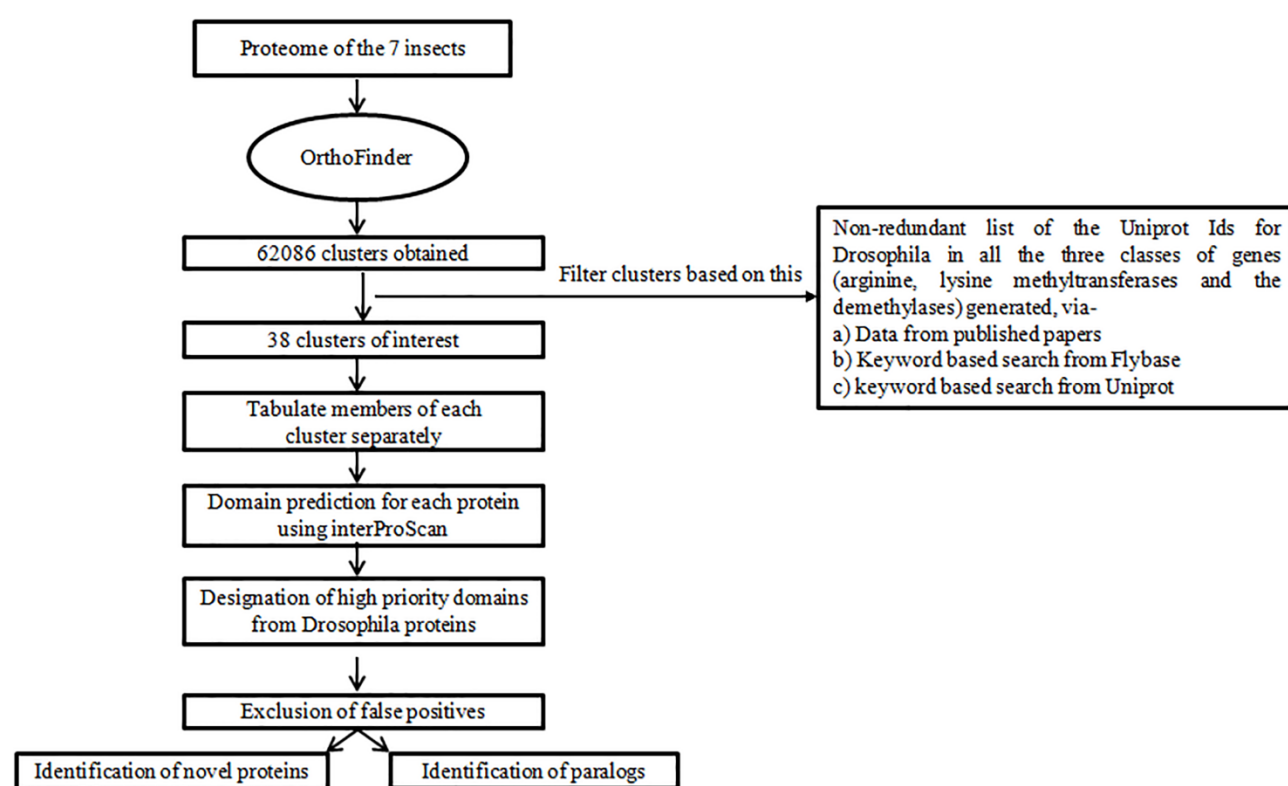 Proteome of the 7 insects
OrthoFinder
62086 clusters obtained
Filter clusters based on this
Non-redundant list of the Uniprot Ids for
Drosophila in all the three classes of genes
(arginine, lysine methyltransferases and the
demethylases) generated, via-
a) Data from published papers
b) Keyword based search from Flybase
c) keyword based search from Uniprot
38 clusters of interest
Tabulate members of each
cluster separately
Domain prediction for each protein
using interProScan
Designation of high priority domains
from Drosophila proteins
Exclusion of false positives
Identification of novel proteins
Identification of paralogs